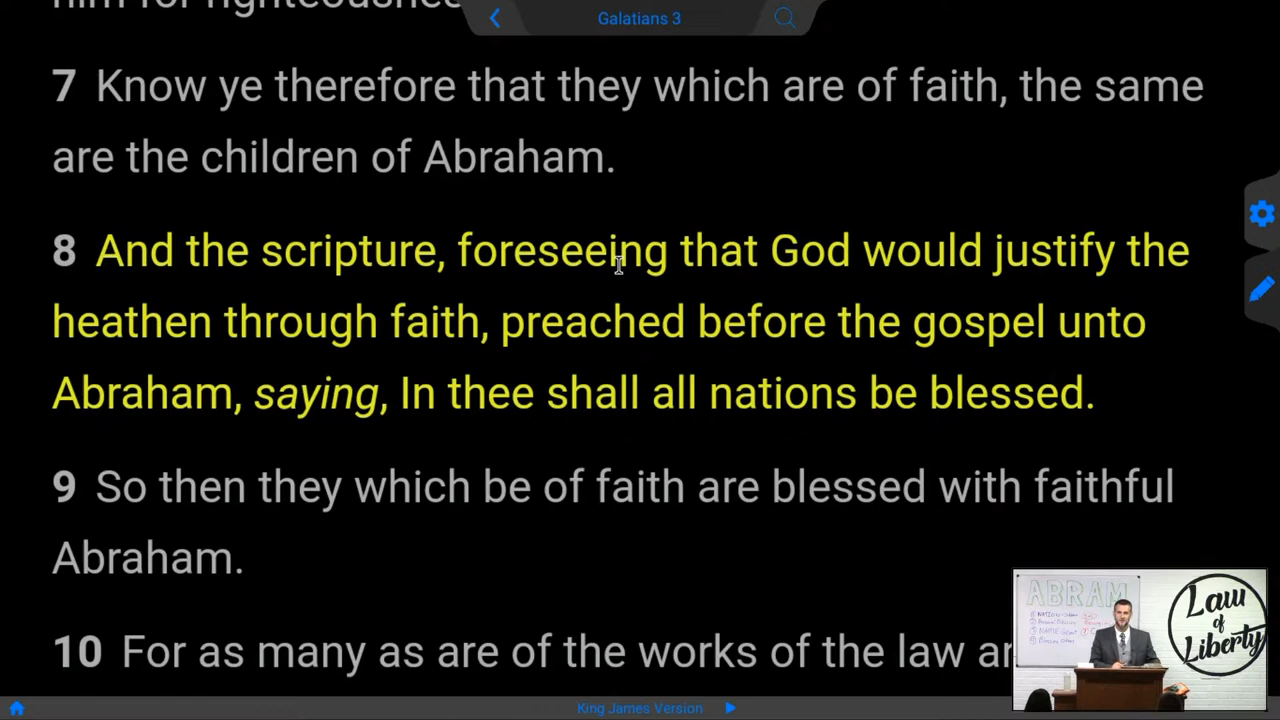 him for righteousne
Galatians 3
7 Know ye therefore that they which are of faith, the same
are the children of Abraham.
8 And the scripture, foreseeing that God would justify the
heathen through faith, preached before the gospel unto
Abraham, saying, In thee shall all nations be blessed.
9 So then they which be of faith are blessed with faithful
Abraham.
10 For as many as are of the works of the law
ABRAM
Law
of
Liberty
King James Version